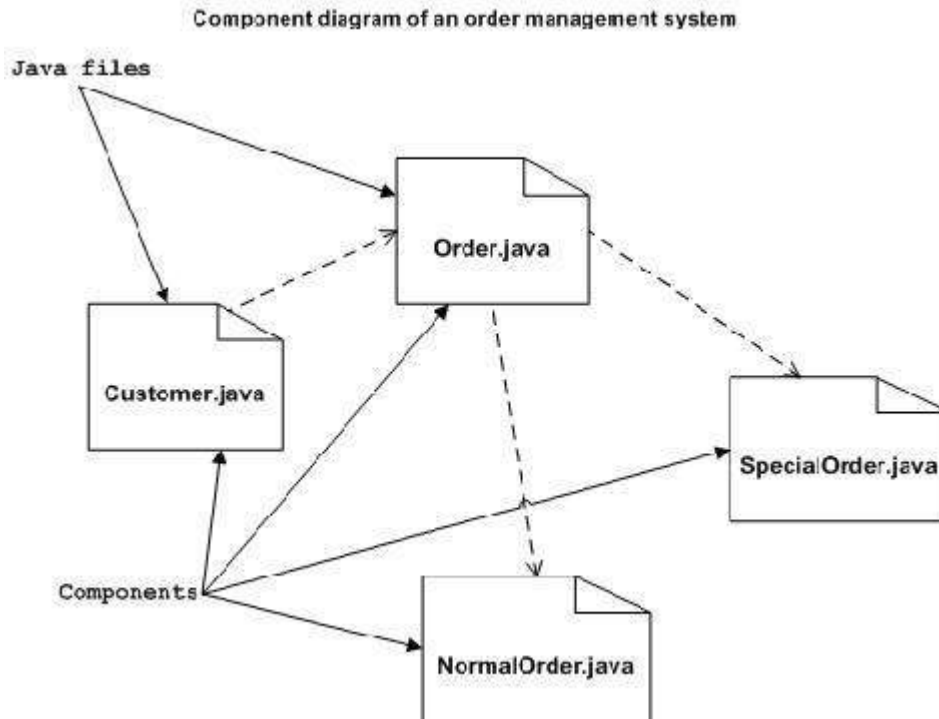 Component diagram of an order management system
Java files
Order.java
Customer.java
SpecialOrder.java
Components
NormalOrder.java